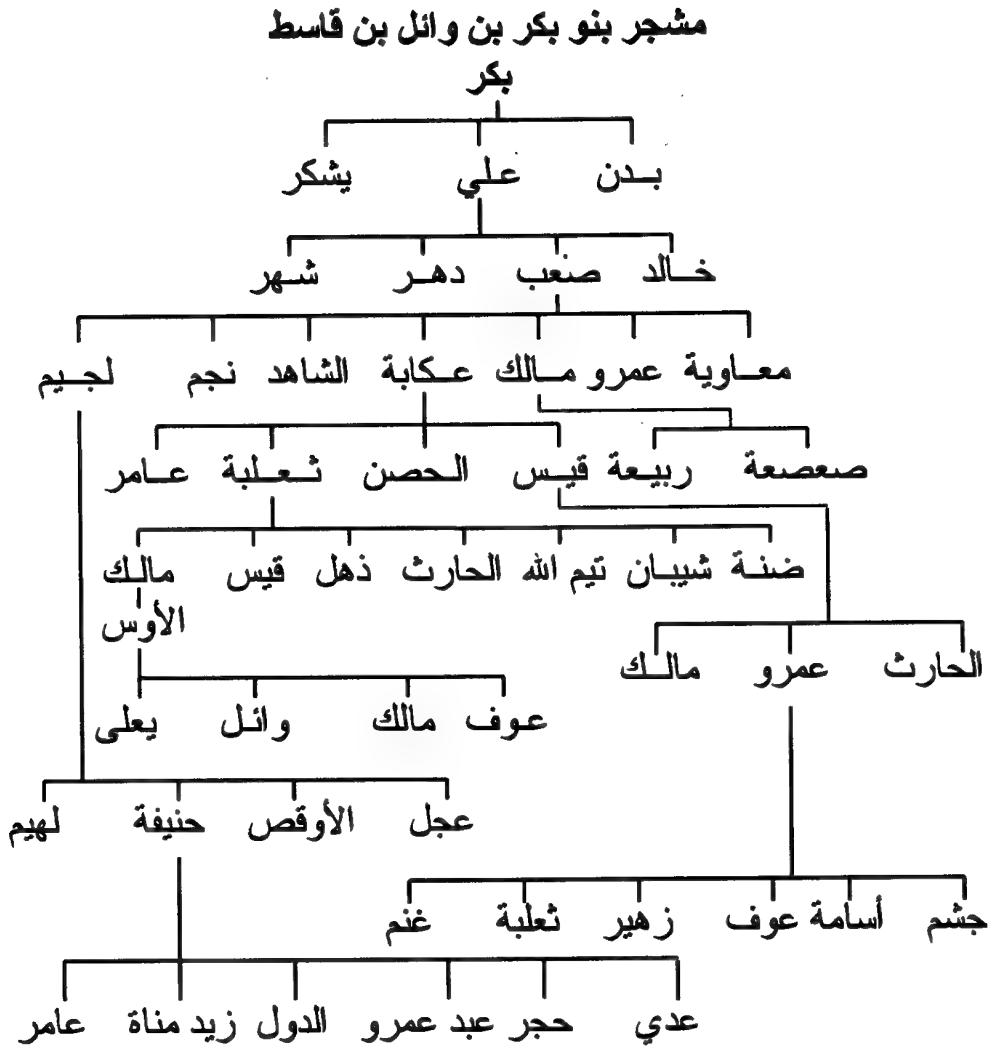 مشجر بنو بكر بن وائل بن قاسط
بكر
بدن علي يشكر
خالد صنعب دهر شهر
معاوية عمرو مالك عكابة الشاهد نجم لجيم
صعصعة ربيعة قيس الحصن ثعلبة عامر
ضنة شيبان تيم الله الحارث ذهل قيس مالك
الأوس
الحارث عمرو مالك
عوف مالك وائل يعلى
عجل الأوقص حنيفة لهيم
جشم أسامة عوف زهير ثعلبة غنم
عدي حجر عبد عمرو الدول زيد مناة عامر